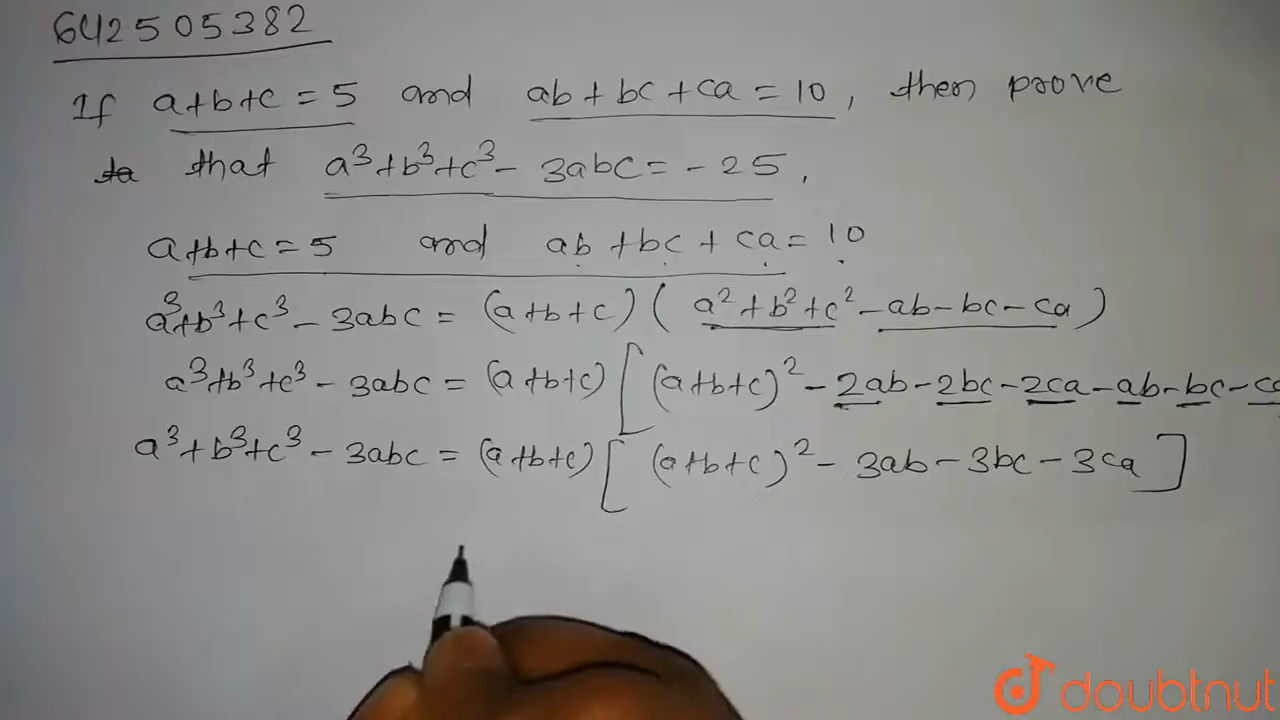 642505382
If a+b+c = 5 and ab+bc+ca = 10, then prove
that a³+b³+c³ - 3abc = -25.
a+b+c = 5 and ab+bc+ca = 10
a³+b³+c³ - 3abc = (a+b+c) (a²+b²+c² - ab - bc - ca)
a³+b³+c³ - 3abc = (a+b+c) [(a+b+c)² - 2ab - 2bc - 2ca - ab - bc - ca
a³+b³+c³ - 3abc = (a+b+c) [(a+b+c)² - 3ab - 3bc - 3ca]
doubtnut